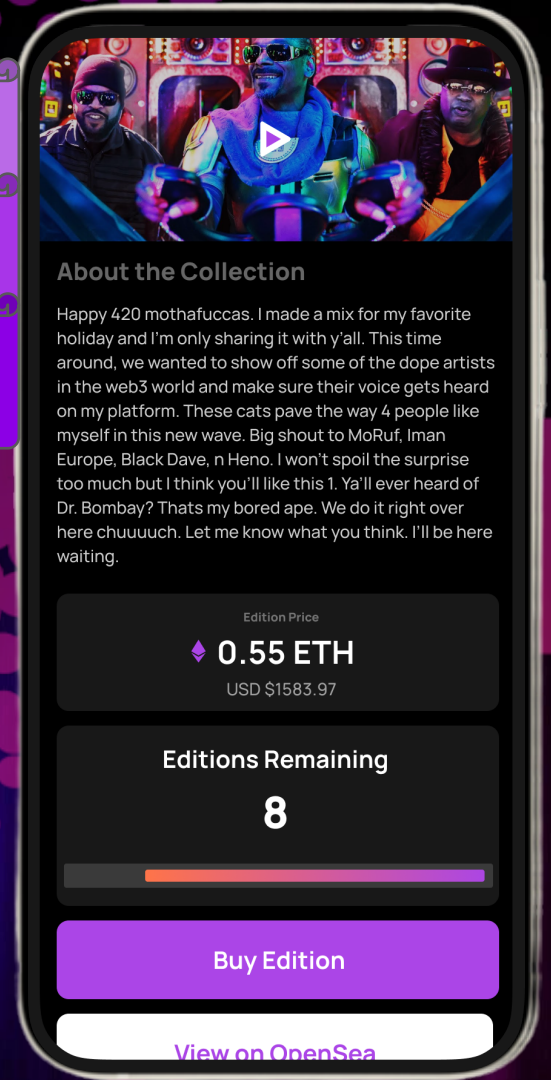 About the Collection
Happy 420 mothafuccas. I made a mix for my favorite
holiday and I'm only sharing it with y'all. This time
around, we wanted to show off some of the dope artists
in the web3 world and make sure their voice gets heard
on my platform. These cats pave the way 4 people like
myself in this new wave. Big shout to MoRuf, Iman
Europe, Black Dave, n Heno. I won't spoil the surprise
too much but I think you'll like this 1. Ya'll ever heard of
Dr. Bombay? Thats my bored ape. We do it right over
here chuuuuch. Let me know what you think. I'll be here
waiting.
Edition Price
0.55 ETH
USD $1583.97
Editions Remaining
8
Buy Edition
View on OpenSea